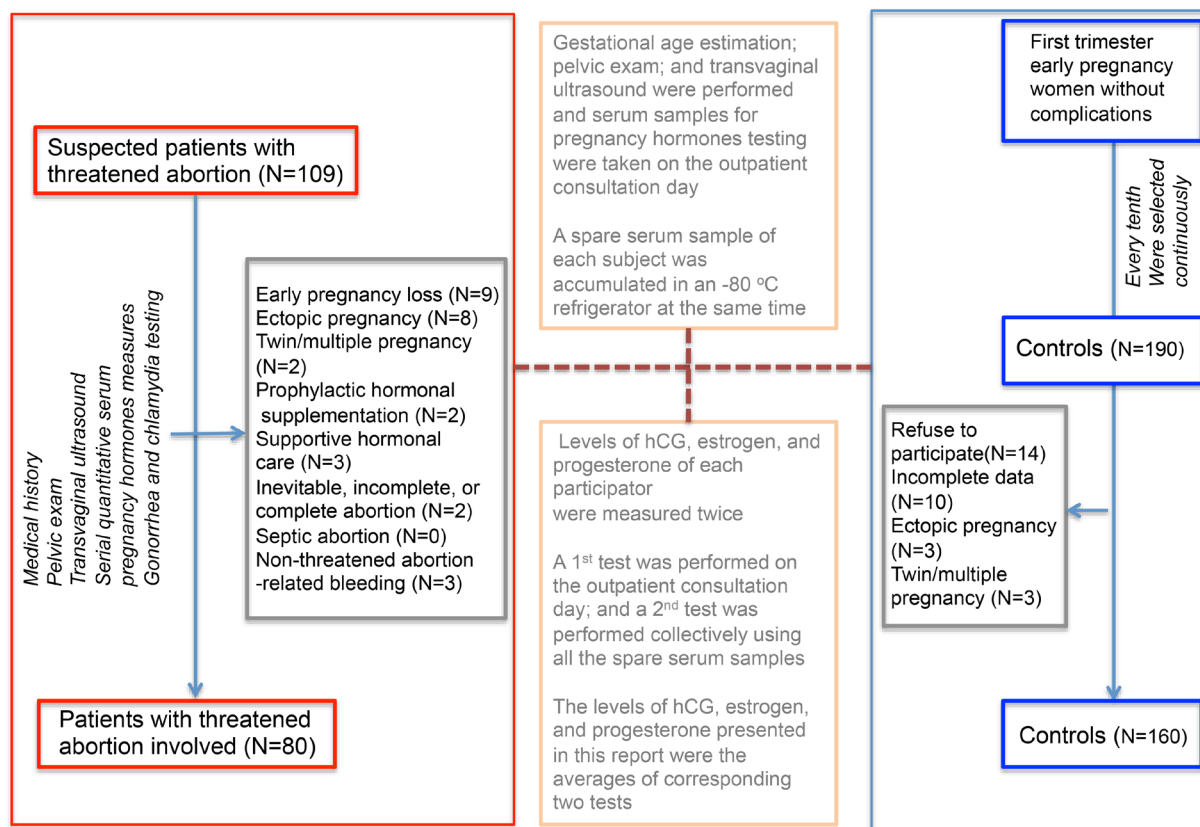 Suspected patients with
threatened abortion (N=109)
Medical history
Pelvic exam
Transvaginal ultrasound
Serial quantitative serum
pregnancy hormones measures
Gonorrhea and chlamydia testing
Early pregnancy loss (N=9)
Ectopic pregnancy (N=8)
Twin/multiple pregnancy
(N=2)
Prophylactic hormonal
supplementation (N=2)
Supportive hormonal
care (N=3)
Inevitable, incomplete, or
complete abortion (N=2)
Septic abortion (N=0)
Non-threatened abortion
-related bleeding (N=3)
Patients with threatened
abortion involved (N=80)
Gestational age estimation;
pelvic exam; and transvaginal
ultrasound were performed
and serum samples for
pregnancy hormones testing
were taken on the outpatient
consultation day
A spare serum sample of
each subject was
accumulated in an -80 ºC
refrigerator at the same time
Levels of hCG, estrogen, and
progesterone of each
participator
were measured twice
A 1st test was performed on
the outpatient consultation
day; and a 2nd test was
performed collectively using
all the spare serum samples
The levels of hCG, estrogen,
and progesterone presented
in this report were the
averages of corresponding
two tests
First trimester
early pregnancy
women without
complications
Every tenth
Were selected
continuously
Controls (N=190)
Refuse to
participate(N=14)
Incomplete data
(N=10)
Ectopic pregnancy
(N=3)
Twin/multiple
pregnancy (N=3)
Controls (N=160)